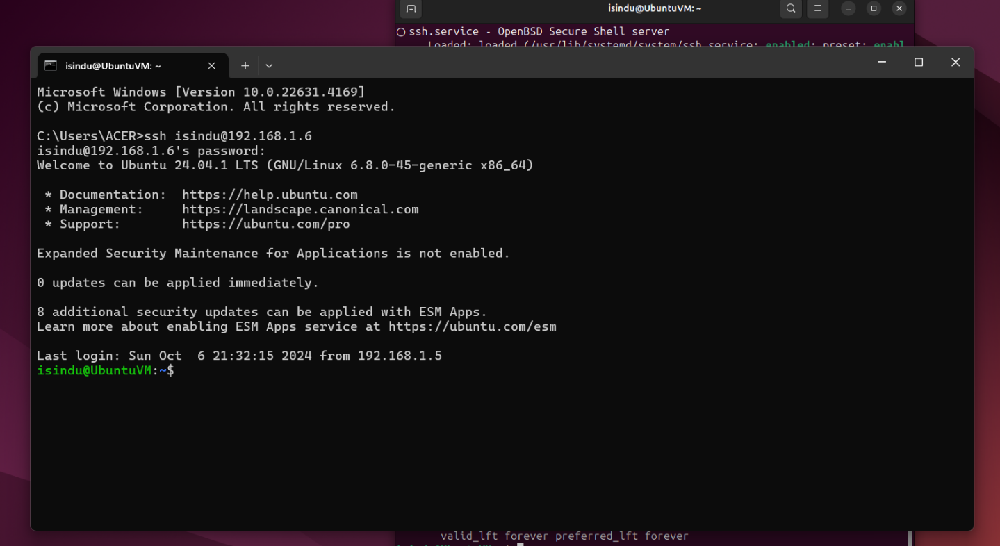 isindu@UbuntuVM: ~
ssh.service - OpenBSD Secure Shell server
Loaded: loaded (/usr/lib/systemd/system/ssh.service; enabled; preset: enabl
isindu@UbuntuVM: ~
Microsoft Windows [Version 10.0.22631.4169]
(c) Microsoft Corporation. All rights reserved.
C:\Users\ACER>ssh isindu@192.168.1.6
isindu@192.168.1.6's password:
Welcome to Ubuntu 24.04.1 LTS (GNU/Linux 6.8.0-45-generic x86_64)
* Documentation:  https://help.ubuntu.com
* Management:     https://landscape.canonical.com
* Support:        https://ubuntu.com/pro
Expanded Security Maintenance for Applications is not enabled.
0 updates can be applied immediately.
8 additional security updates can be applied with ESM Apps.
Learn more about enabling ESM Apps service at https://ubuntu.com/esm
Last login: Sun Oct  6 21:32:15 2024 from 192.168.1.5
isindu@UbuntuVM:~$
valid_lft forever preferred_lft forever